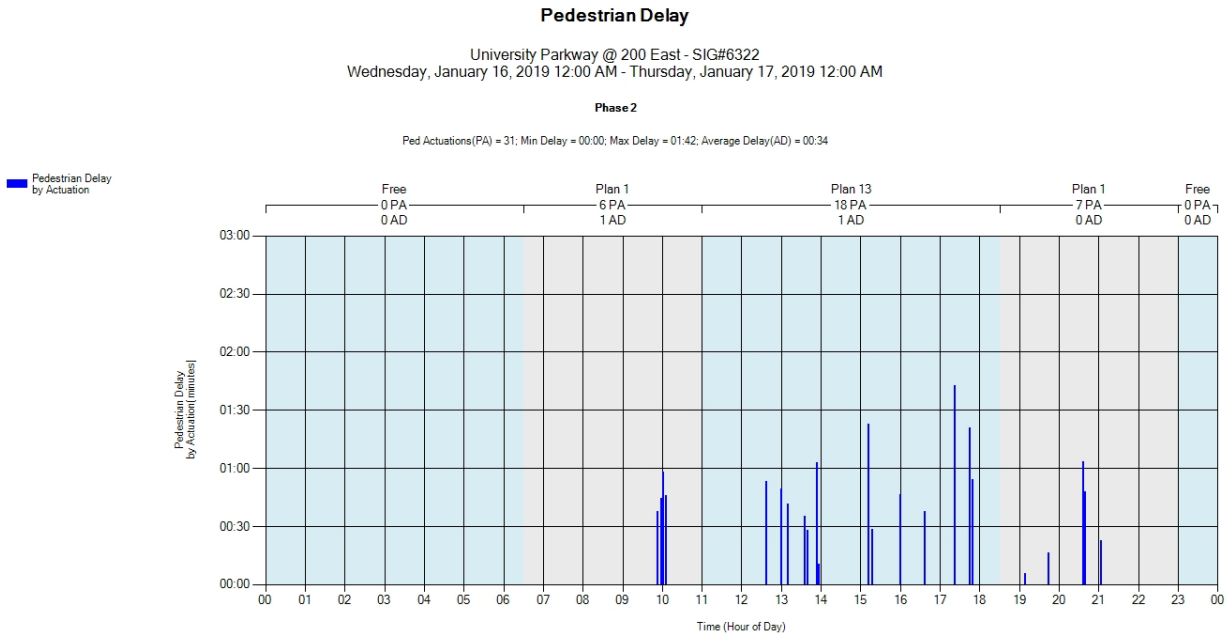 Pedestrian Delay
University Parkway @ 200 East - SIG#6322
Wednesday, January 16, 2019 12:00 AM - Thursday, January 17, 2019 12:00 AM
Phase 2
Ped Actuations(PA) = 31; Min Delay = 00:00; Max Delay = 01:42; Average Delay(AD) = 00:34
Pedestrian Delay
by Actuation
Free Plan 1 Plan 13 Plan 1 Free
0 PA 6 PA 18 PA 7 PA 0 PA
0 AD 1 AD 1 AD 0 AD 0 AD
03:00
02:30
02:00
01:30
01:00
00:30
00:00
Pedestrian Delay
by Actuation[minutes]
00 01 02 03 04 05 06 07 08 09 10 11 12 13 14 15 16 17 18 19 20 21 22 23 00
Time (Hour of Day)